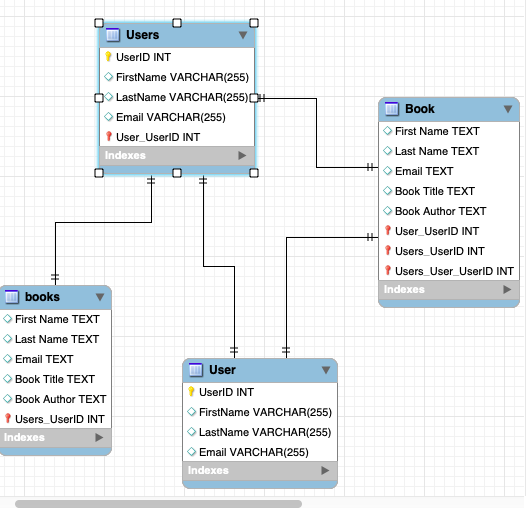 Users
UserID INT
FirstName VARCHAR(255)
LastName VARCHAR(255)
Email VARCHAR(255)
User_UserID INT
Indexes
Book
First Name TEXT
Last Name TEXT
Email TEXT
Book Title TEXT
Book Author TEXT
User_UserID INT
Users_UserID INT
Users_User_UserID INT
Indexes
books
First Name TEXT
Last Name TEXT
Email TEXT
Book Title TEXT
Book Author TEXT
Users_UserID INT
Indexes
User
UserID INT
FirstName VARCHAR(255)
LastName VARCHAR(255)
Email VARCHAR(255)
Indexes